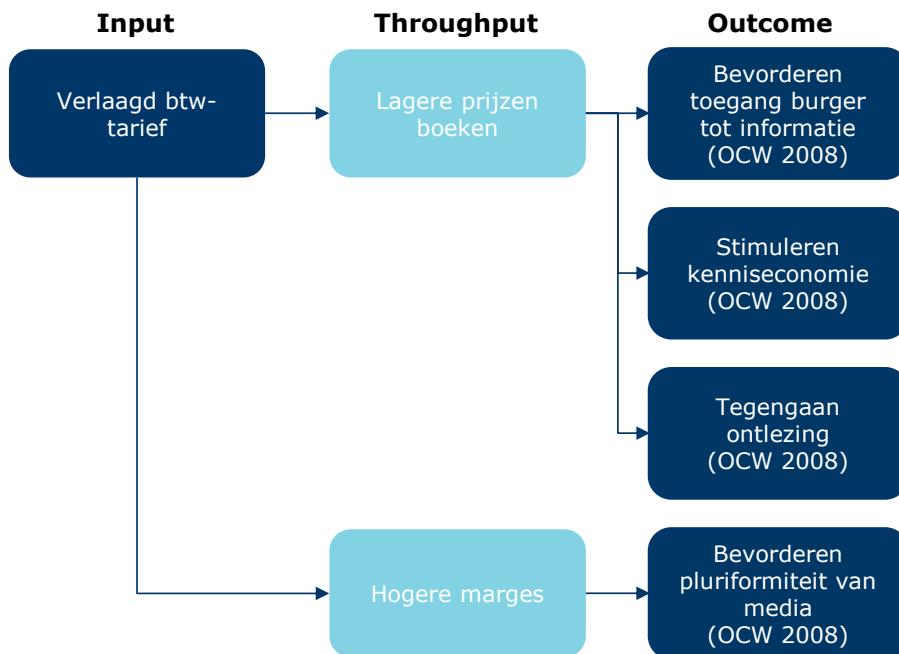 Input
Throughput
Outcome
Verlaagd btw-
tarief
Lagere prijzen
boeken
Bevorderen
toegang burger
tot informatie
(OCW 2008)
Stimuleren
kenniseconomie
(OCW 2008)
Tegengaan
ontlezing
(OCW 2008)
Hogere marges
Bevorderen
pluriformiteit van
media
(OCW 2008)